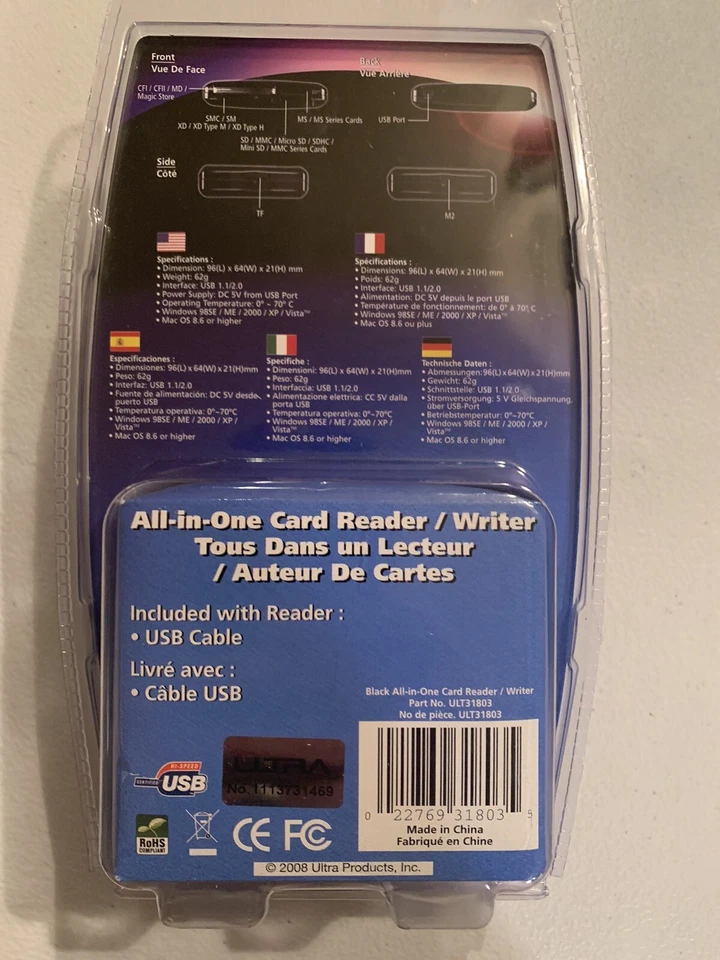 Front
Vue De Face
Back
Vue Arrière
CFI / CFII / MD /
Magic Store
SMC / SM
XD / XD Type M / XD Type H
MS / MS Series Cards
SD / MMC / Micro SD / SDHC /
Mini SD / MMC Series Cards
USB Port
Side
Côté
TF
M2
Specifications :
• Dimension: 96(L) x 64(W) x 21(H) mm
• Weight: 62g
• Interface: USB 1.1/2.0
• Power Supply: DC 5V from USB Port
• Operating Temperature: 0° ~ 70° C
• Windows 98SE / ME / 2000 / XP / Vista™
• Mac OS 8.6 or higher
Spécifications :
• Dimensions: 96(L) x 64(W) x 21(H) mm
• Poids: 62g
• Interface: USB 1.1/2.0
• Alimentation: DC 5V depuis le port USB
• Température de fonctionnement: de 0° à 70° C
• Windows 98SE / ME / 2000 / XP / Vista™
• Mac OS 8.6 ou plus
Especificaciones :
• Dimensiones: 96(L) x 64(W) x 21(H)mm
• Peso: 62g
• Interfaz: USB 1.1/2.0
• Fuente de alimentación: DC 5V desde
puerto USB
• Temperatura operativa: 0°~70°C
• Windows 98SE / ME / 2000 / XP /
Vista™
• Mac OS 8.6 or higher
Specifiche :
• Dimensioni: 96(L) x 64(W) x 21(H)mm
• Peso: 62g
• Interfaccia: USB 1.1/2.0
• Alimentazione elettrica: CC 5V dalla
porta USB
• Temperatura operativa: 0°~70°C
• Windows 98SE / ME / 2000 / XP /
Vista™
• Mac OS 8.6 or higher
Technische Daten :
• Abmessungen: 96(L) x 64(W) x 21(H)mm
• Gewicht: 62g
• Schnittstelle: USB 1.1/2.0
• Stromversorgung: 5 V Gleichspannung,
über USB-Port
• Betriebstemperatur: 0°~70°C
• Windows 98SE / ME / 2000 / XP /
Vista™
• Mac OS 8.6 or higher
All-in-One Card Reader / Writer
Tous Dans un Lecteur
/ Auteur De Cartes
Included with Reader :
• USB Cable
Livré avec :
• Câble USB
Black All-in-One Card Reader / Writer
Part No. ULT31803
No de pièce. ULT31803
HI-SPEED
CERTIFIED
USB
ULTRA
No. 1113731469
0 22769 31803 5
Made in China
Fabriqué en Chine
RoHS
COMPLIANT
CE FC
© 2008 Ultra Products, Inc.